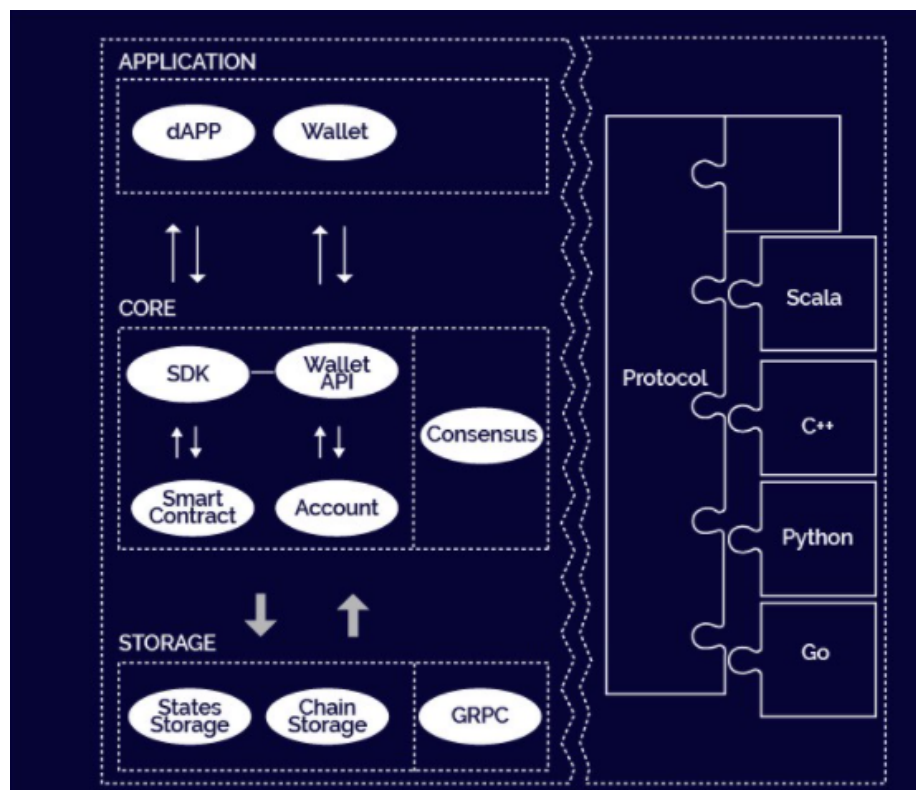 APPLICATION
dAPP
Wallet
CORE
SDK
Wallet
API
Consensus
Smart
Contract
Account
STORAGE
States
Storage
Chain
Storage
GRPC
Protocol
Scala
C++
Python
Go